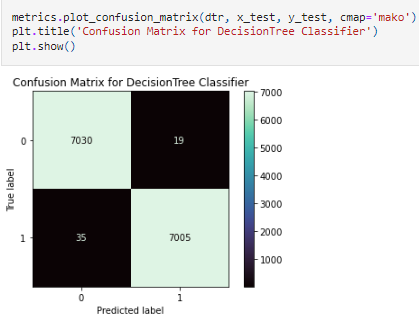 metrics.plot_confusion_matrix(dtr, x_test, y_test, cmap='mako')
plt.title('Confusion Matrix for DecisionTree Classifier')
plt.show()
Confusion Matrix for DecisionTree Classifier
7000
6000
5000
4000
3000
2000
1000
True label
0
7030
19
1
35
7005
0
1
Predicted label